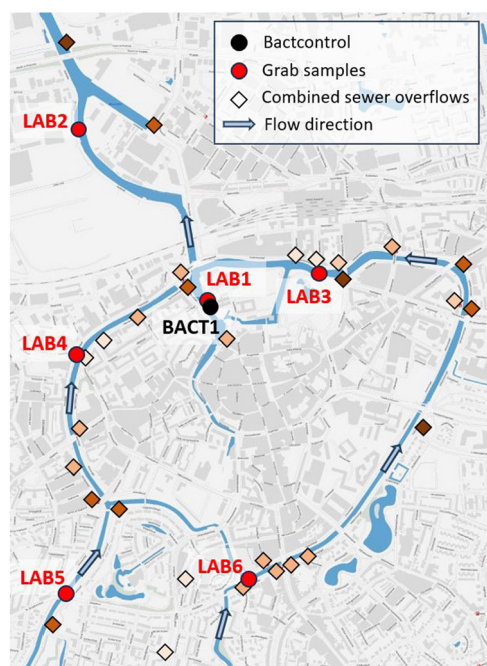 Bactcontrol
Grab samples
Combined sewer overflows
Flow direction
LAB2
LAB1
LAB3
BACT1
LAB4
LAB5
LAB6